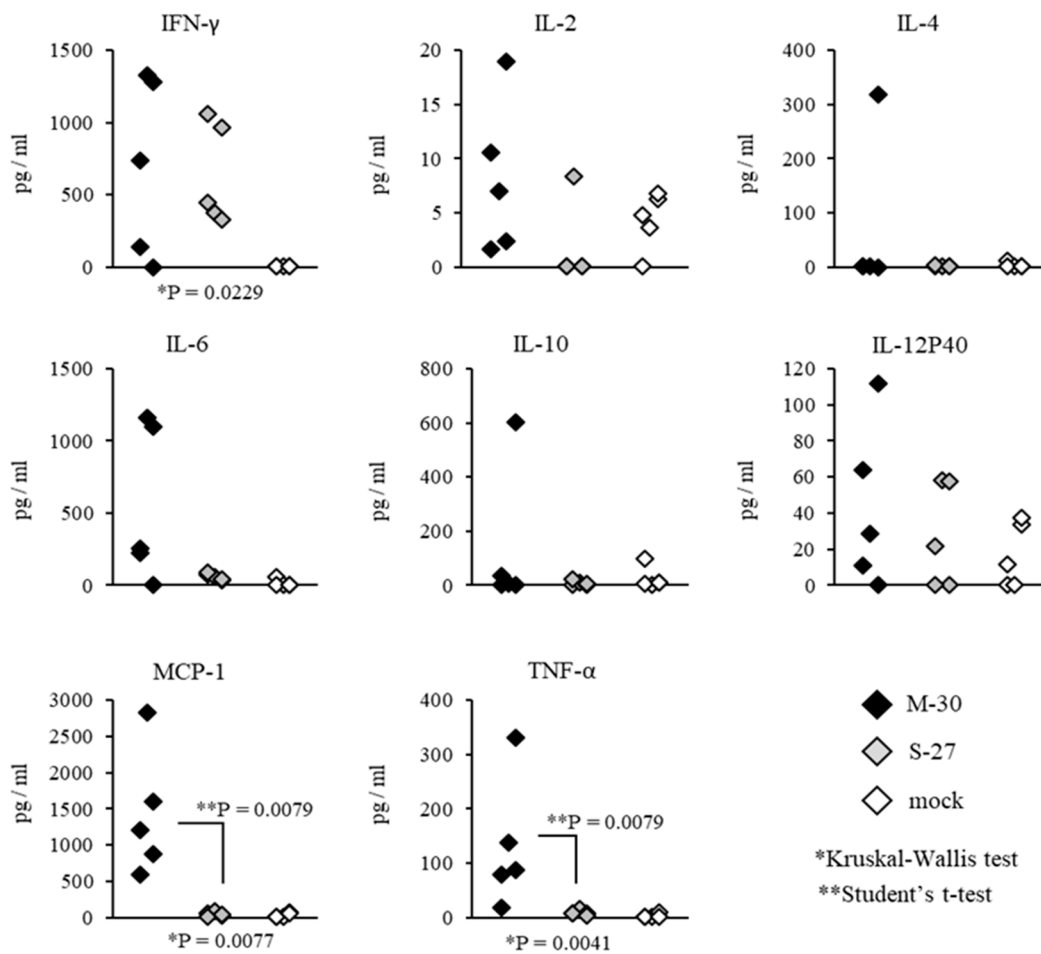 IFN-γ
IL-2
IL-4
pg / ml
1500
1000
500
0
*P = 0.0229
pg / ml
20
15
10
5
0
pg / ml
400
300
200
100
0
IL-6
IL-10
IL-12P40
pg / ml
1500
1000
500
0
pg / ml
800
600
400
200
0
pg / ml
120
100
80
60
40
20
0
MCP-1
TNF-α
pg / ml
3000
2500
2000
1500
1000
500
0
**P = 0.0079
*P = 0.0077
pg / ml
400
300
200
100
0
**P = 0.0079
*P = 0.0041
M-30
S-27
mock
*Kruskal-Wallis test
**Student’s t-test